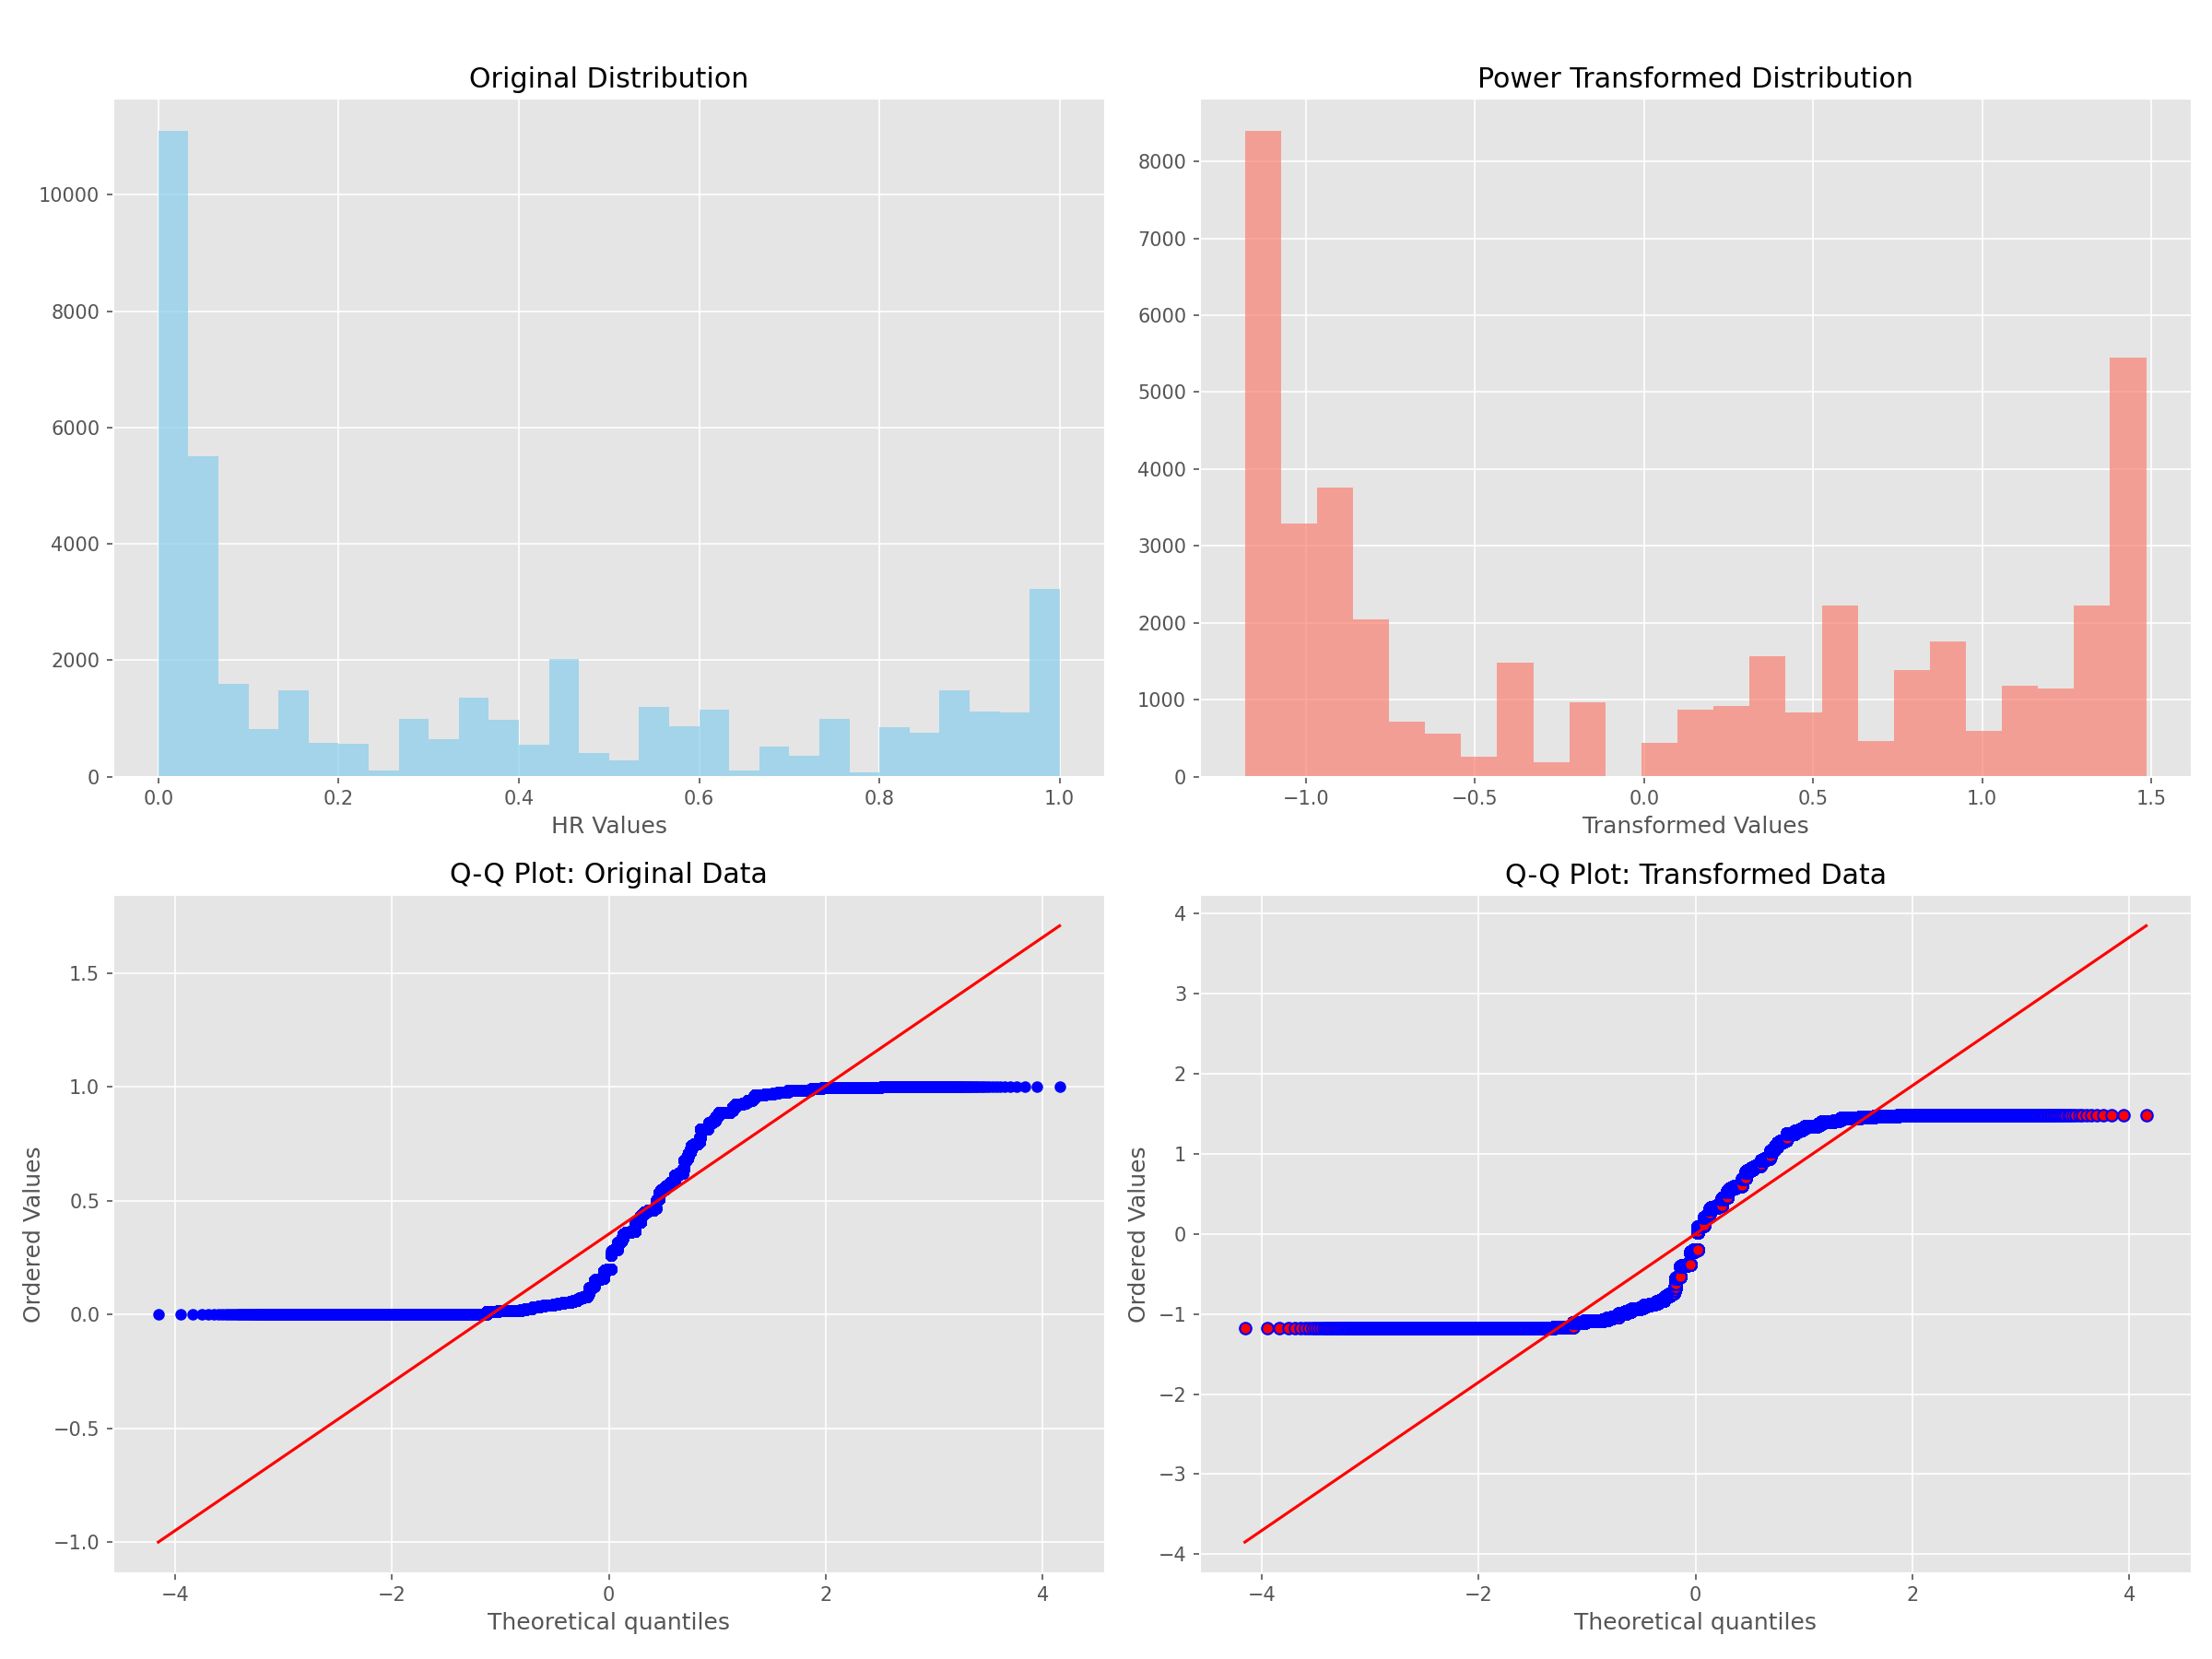 Original Distribution
10000
8000
6000
4000
2000
0
0.0 0.2 0.4 0.6 0.8 1.0
HR Values
Power Transformed Distribution
8000
7000
6000
5000
4000
3000
2000
1000
0
−1.0 −0.5 0.0 0.5 1.0 1.5
Transformed Values
Q-Q Plot: Original Data
Ordered Values
1.5
1.0
0.5
0.0
−0.5
−1.0
−4 −2 0 2 4
Theoretical quantiles
Q-Q Plot: Transformed Data
Ordered Values
4
3
2
1
0
−1
−2
−3
−4
−4 −2 0 2 4
Theoretical quantiles